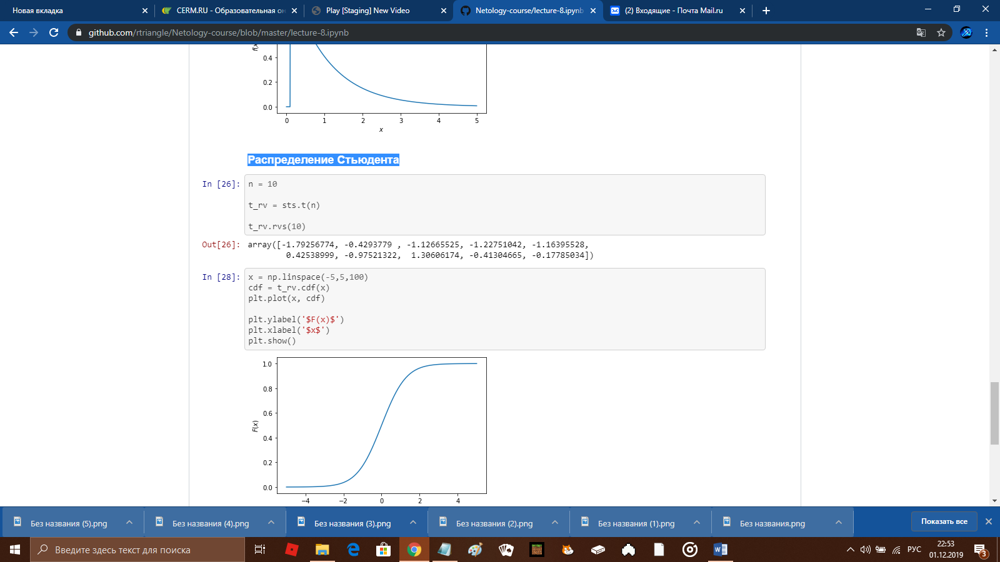 Новая вкладка
CERM.RU - Образовательная он
Play [Staging] New Video
Netology-course/lecture-8.ipynb
(2) Входящие - Почта Mail.ru
github.com/rtriangle/Netology-course/blob/master/lecture-8.ipynb
f(x
0.4
0.2
0.0
0 1 2 3 4 5
x
Распределение Стьюдента
In [26]: n = 10
t_rv = sts.t(n)
t_rv.rvs(10)
Out[26]: array([-1.79256774, -0.4293779 , -1.12665525, -1.22751042, -1.16395528,
0.42538999, -0.97521322, 1.30606174, -0.41304665, -0.17785034])
In [28]: x = np.linspace(-5,5,100)
cdf = t_rv.cdf(x)
plt.plot(x, cdf)
plt.ylabel('$F(x)$')
plt.xlabel('$x$')
plt.show()
1.0
0.8
0.6
F(x)
0.4
0.2
0.0
−4 −2 0 2 4
Без названия (5).png
Без названия (4).png
Без названия (3).png
Без названия (2).png
Без названия (1).png
Без названия.png
Показать все
Введите здесь текст для поиска
РУС
22:53
01.12.2019
3